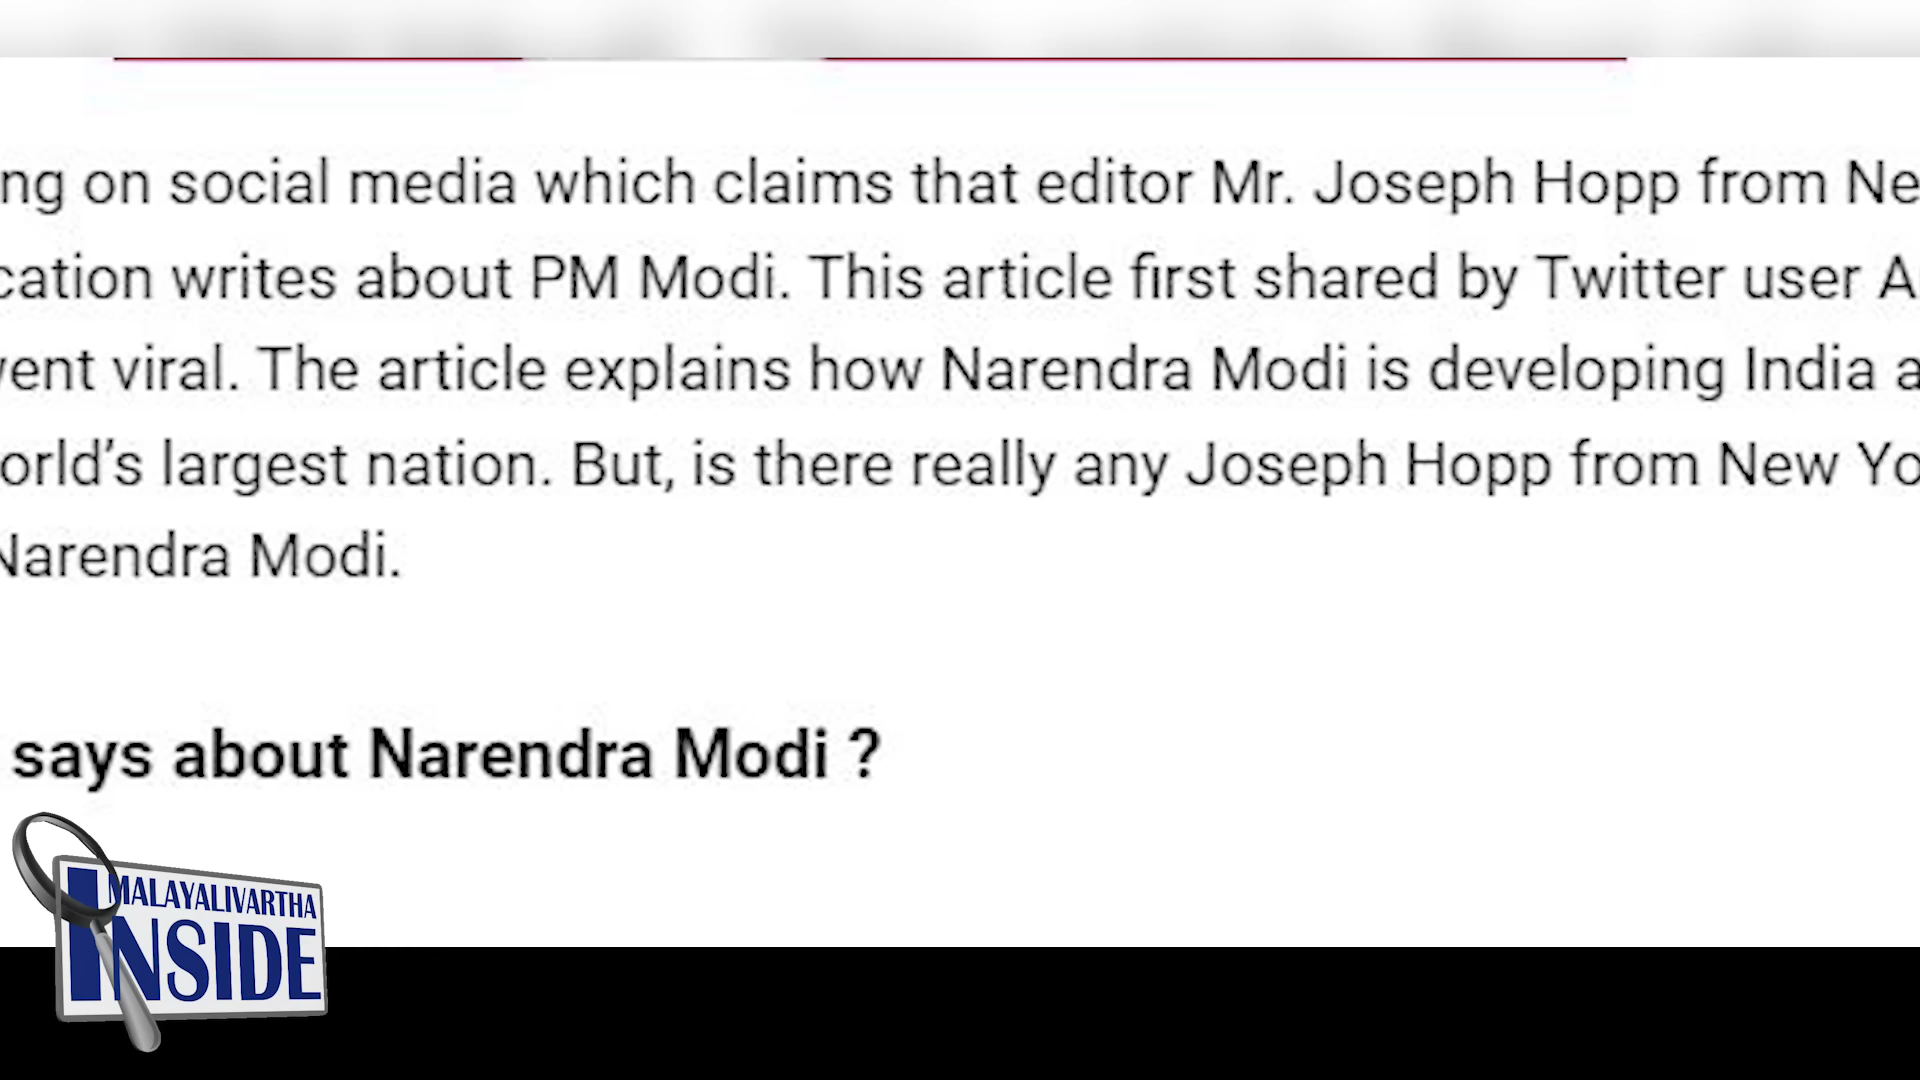 ng on social media which claims that editor Mr. Joseph Hopp from Ne
cation writes about PM Modi. This article first shared by Twitter user A
vent viral. The article explains how Narendra Modi is developing India a
orld's largest nation. But, is there really any Joseph Hopp from New Yo
Narendra Modi.
says about Narendra Modi ?
MALAYALIVARTHA
INSIDE